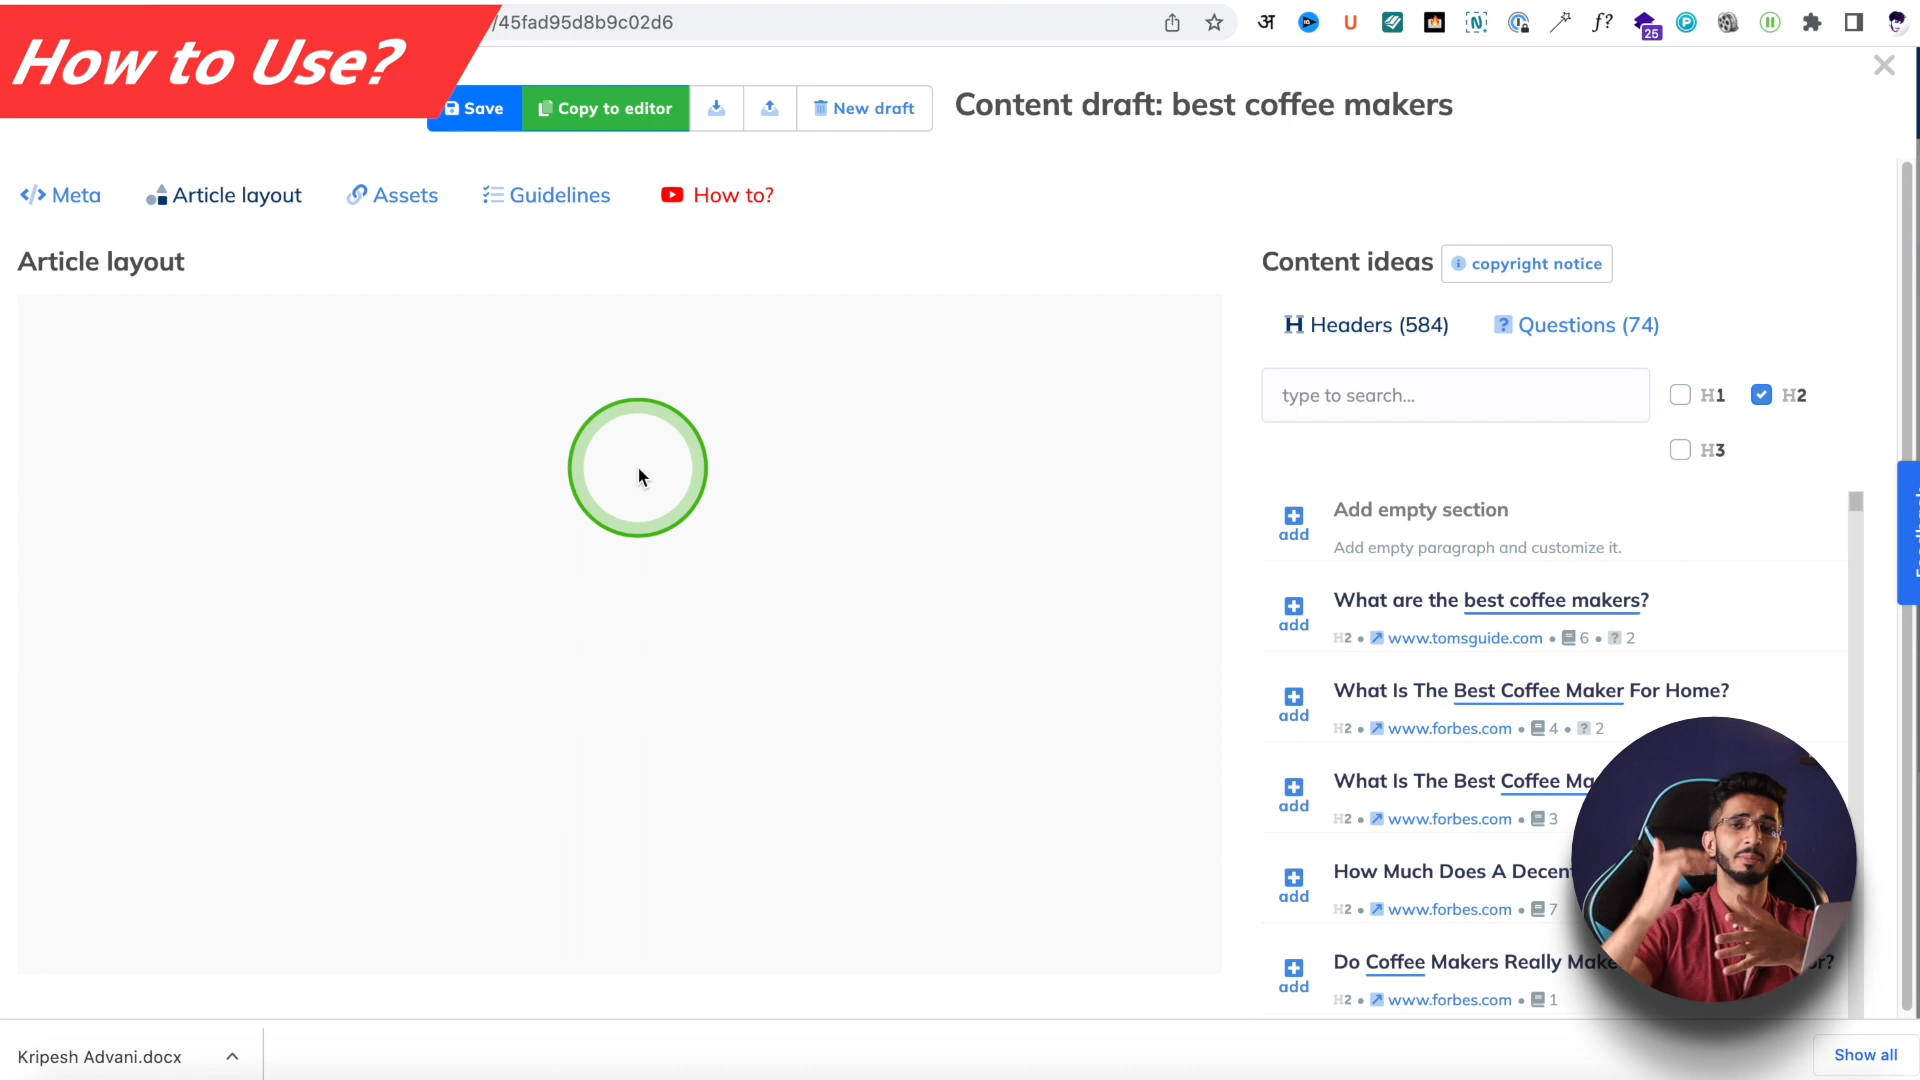 How to Use?
/45fad95d8b9c02d6
अ
U
N
f?
25
P
Save
Copy to editor
New draft
Content draft: best coffee makers
</> Meta
Article layout
Assets
Guidelines
How to?
Article layout
Content ideas
copyright notice
H Headers (584)
? Questions (74)
type to search...
H1
H2
H3
add
Add empty section
Add empty paragraph and customize it.
add
What are the best coffee makers?
H2 • www.tomsguide.com • 6 • ? 2
add
What Is The Best Coffee Maker For Home?
H2 • www.forbes.com • 4 • ? 2
add
What Is The Best Coffee Ma
H2 • www.forbes.com • 3
add
How Much Does A Decen
H2 • www.forbes.com • 7
add
Do Coffee Makers Really Make
H2 • www.forbes.com • 1
Kripesh Advani.docx
Show all